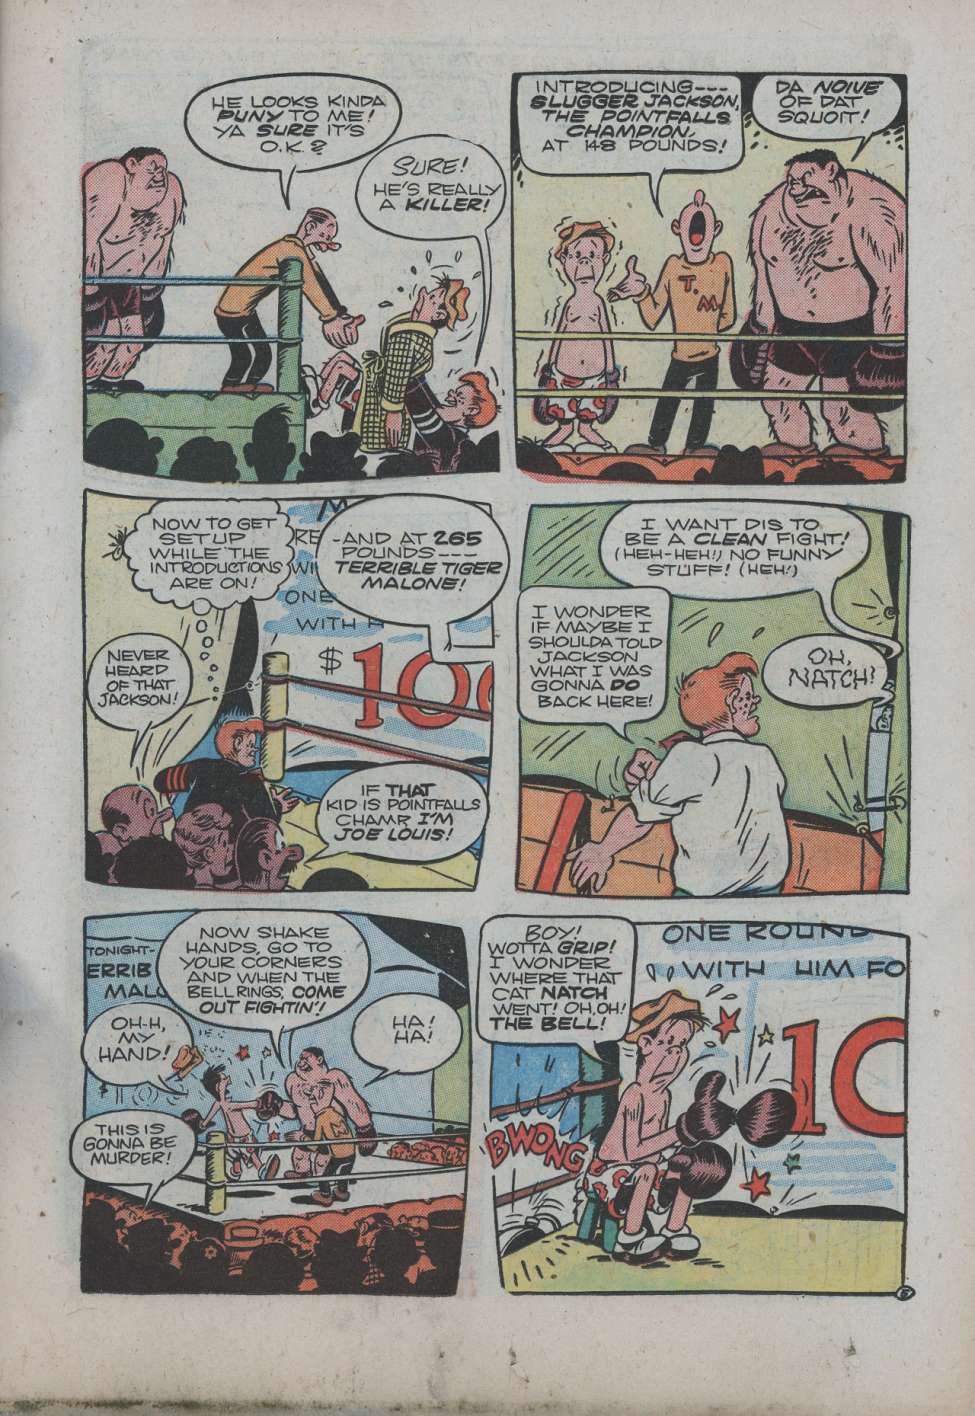 HE LOOKS KINDA
PUNY TO ME!
YA SURE IT'S
O.K.?
SURE!
HE'S REALLY
A KILLER!
INTRODUCING---
SLUGGER JACKSON,
THE POINTFALLS
CHAMPION,
AT 148 POUNDS!
DA NOIVE
OF DAT
SQUOIT!
T.M.
NOW TO GET
SET UP
WHILE THE
INTRODUCTIONS
ARE ON!
-AND AT 265
POUNDS---
TERRIBLE TIGER
MALONE!
ONE
WITH H
$100
NEVER
HEARD
OF THAT
JACKSON!
IF THAT
KID IS POINTFALLS
CHAMP, I'M
JOE LOUIS!
I WANT DIS TO
BE A CLEAN FIGHT!
(HEH-HEH!) NO FUNNY
STUFF! (HEH!)
I WONDER
IF MAYBE I
SHOULDA TOLD
JACKSON
WHAT I WAS
GONNA DO
BACK HERE!
OH,
NATCH!
TONIGHT-
ERRIB
MALO
NOW SHAKE
HANDS, GO TO
YOUR CORNERS
AND WHEN THE
BELL RINGS, COME
OUT FIGHTIN'!
OH-H,
MY
HAND!
HA!
HA!
THIS IS
GONNA BE
MURDER!
BOY!
WOTTA GRIP!
I WONDER
WHERE THAT
CAT NATCH
WENT! OH, OH!
THE BELL!
ONE ROUND
WITH HIM FO
10
BWONG
5